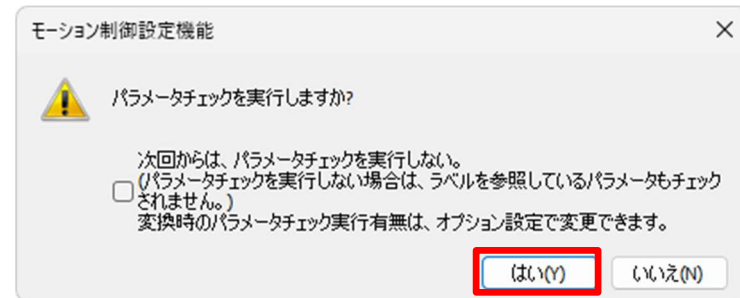 モーション制御設定機能
パラメータチェックを実行しますか?
次回からは、パラメータチェックを実行しない。
(パラメータチェックを実行しない場合は、ラベルを参照しているパラメータもチェック
されません。)
変換時のパラメータチェック実行有無は、オプション設定で変更できます。
はい(Y) いいえ(N)